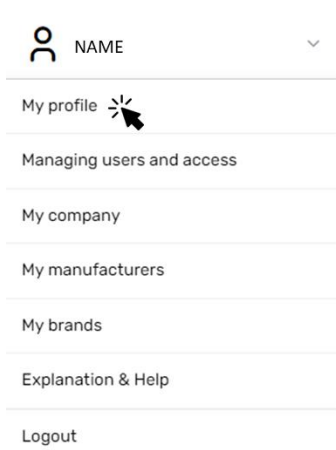 NAME
My profile
Managing users and access
My company
My manufacturers
My brands
Explanation & Help
Logout